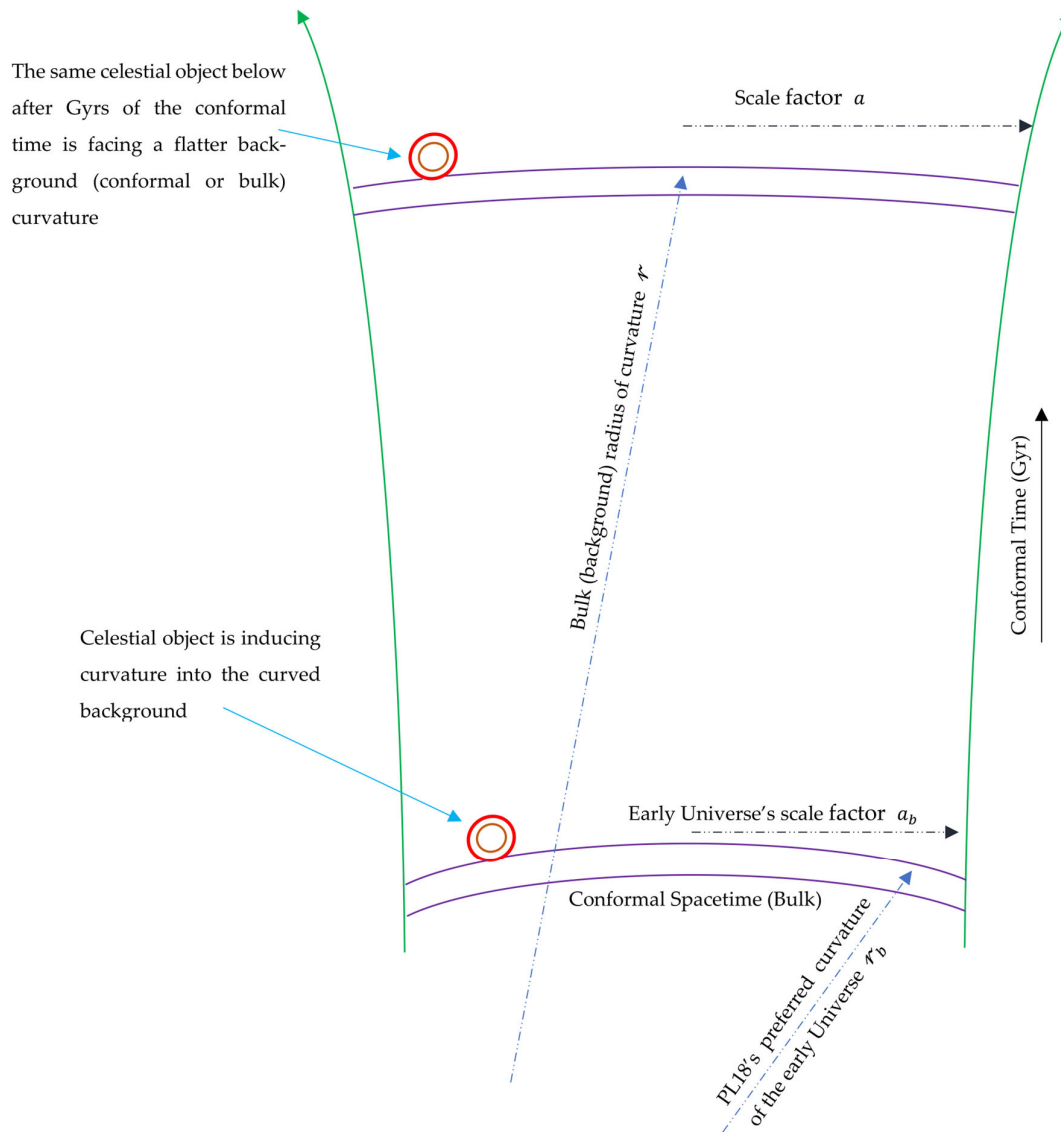 The same celestial object below
after Gyrs of the conformal
time is facing a flatter back-
ground (conformal or bulk)
curvature
Scale factor a
Bulk (background) radius of curvature 𝓇
Conformal Time (Gyr)
Celestial object is inducing
curvature into the curved
background
Early Universe’s scale factor a_b
Conformal Spacetime (Bulk)
PL18’s preferred curvature
of the early Universe 𝓇_b